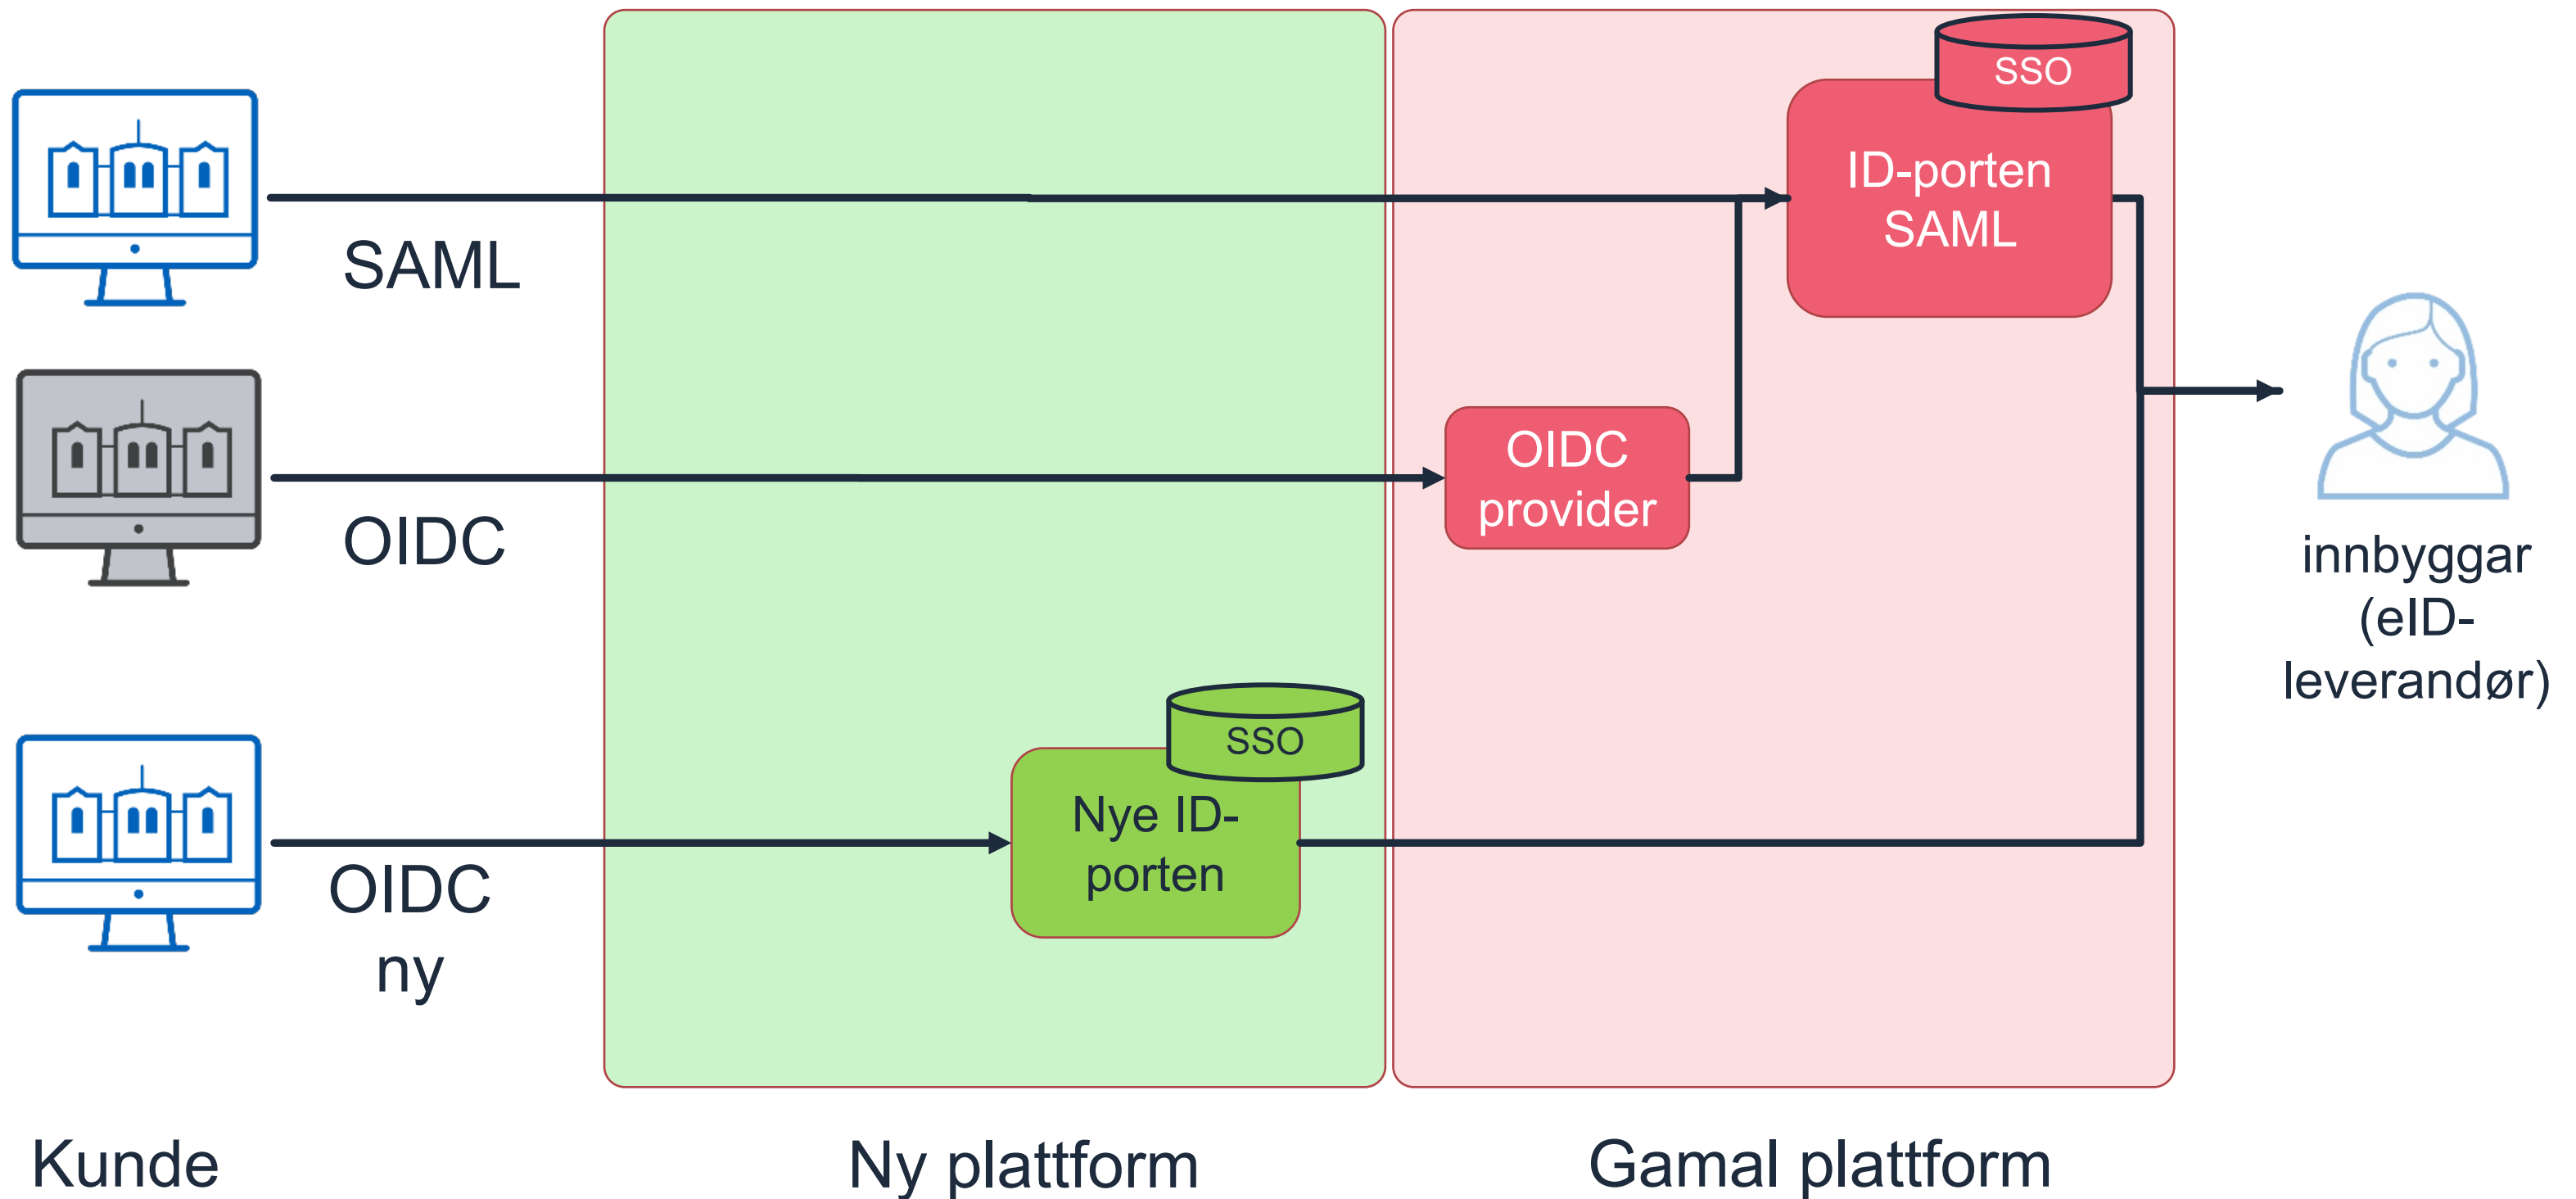 SSO
ID-porten
SAML
SAML
OIDC
provider
OIDC
innbyggar
(eID-
leverandør)
SSO
Nye ID-
porten
OIDC
ny
Kunde
Ny plattform
Gamal plattform